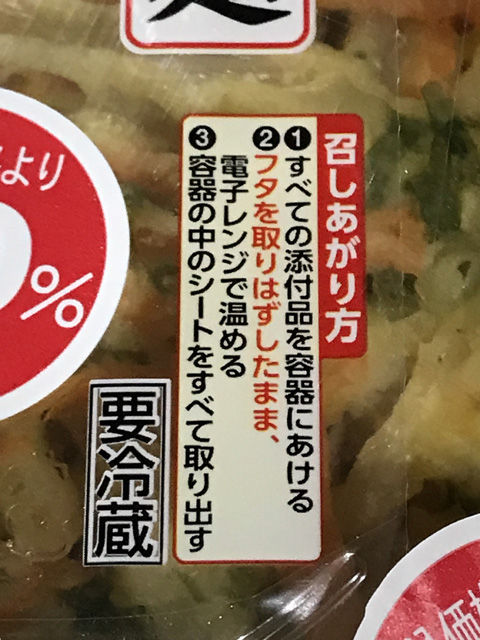 召しあがり方
❶すべての添付品を容器にあける
❷フタを取りはずしたまま、
電子レンジで温める
❸容器の中のシートをすべて取り出す
要冷蔵
より
%